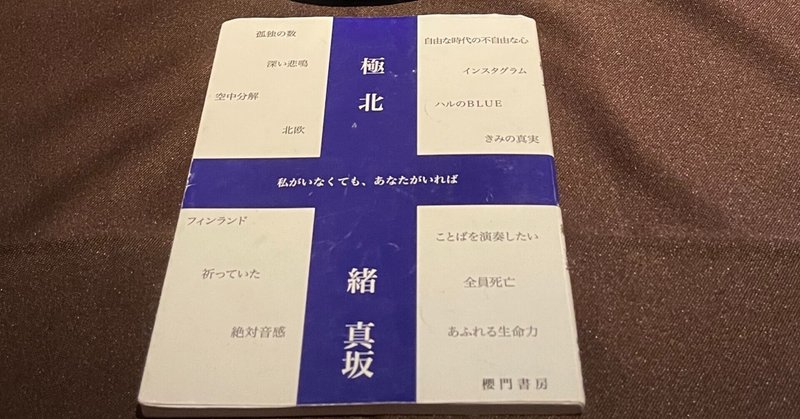 極北
孤独の数
深い悲鳴
空中分解
北欧
自由な時代の不自由な心
インスタグラム
ハルのBLUE
きみの真実
私がいなくても、あなたがいれば
フィンランド
祈っていた
絶対音感
ことばを演奏したい
全員死亡
あふれる生命力
緒 真坂
櫻門書房